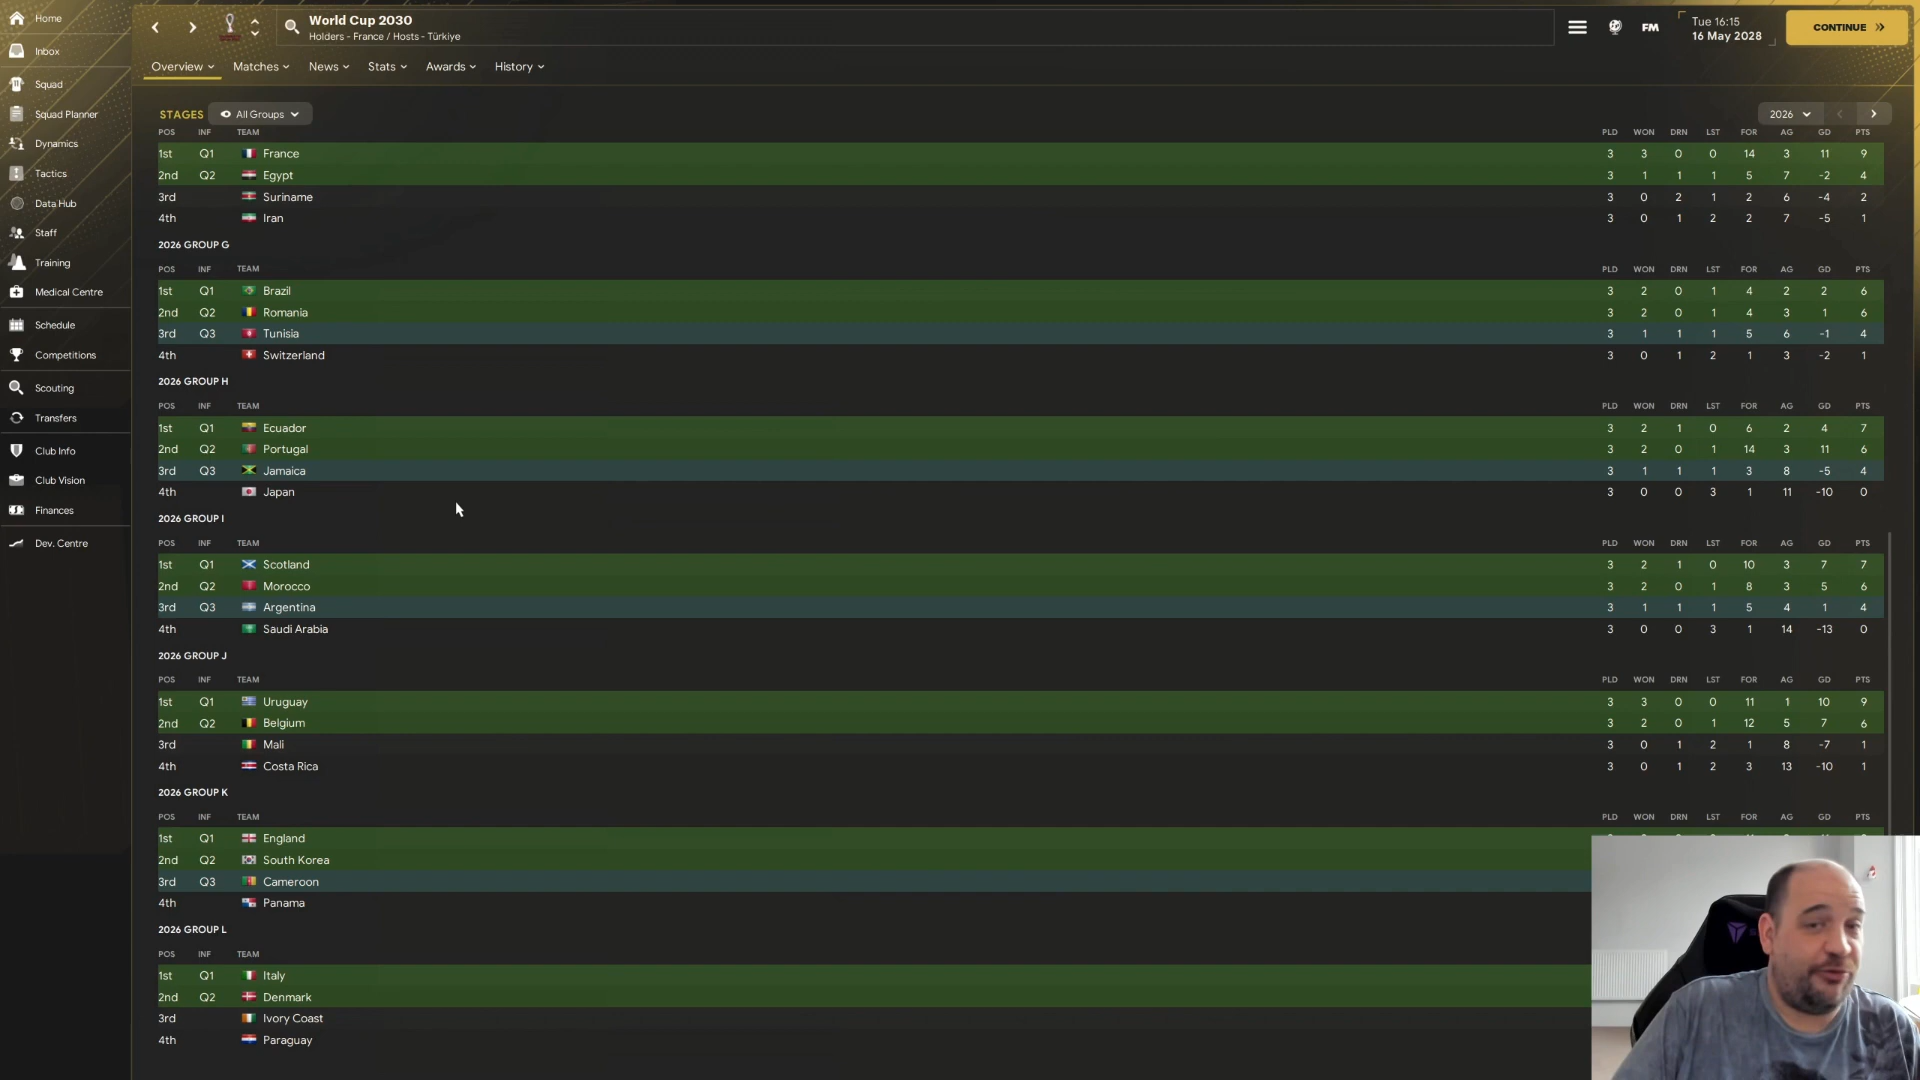 Home
Inbox
Squad
Squad Planner
Dynamics
Tactics
Data Hub
Staff
Training
Medical Centre
Schedule
Competitions
Scouting
Transfers
Club Info
Club Vision
Finances
Dev. Centre
World Cup 2030
Holders - France / Hosts - Türkiye
FM
Tue 16:15
16 May 2028
CONTINUE
Overview Matches News Stats Awards History
STAGES All Groups 2026
POS INF TEAM PLD WON DRN LST FOR AG GD PTS
1st Q1 France 3 3 0 0 14 3 11 9
2nd Q2 Egypt 3 1 1 1 5 7 -2 4
3rd Suriname 3 0 2 1 2 6 -4 2
4th Iran 3 0 1 2 2 7 -5 1
2026 GROUP G
POS INF TEAM PLD WON DRN LST FOR AG GD PTS
1st Q1 Brazil 3 2 0 1 4 2 2 6
2nd Q2 Romania 3 2 0 1 4 3 1 6
3rd Q3 Tunisia 3 1 1 1 5 6 -1 4
4th Switzerland 3 0 1 2 1 3 -2 1
2026 GROUP H
POS INF TEAM PLD WON DRN LST FOR AG GD PTS
1st Q1 Ecuador 3 2 1 0 6 2 4 7
2nd Q2 Portugal 3 2 0 1 14 3 11 6
3rd Q3 Jamaica 3 1 1 1 3 8 -5 4
4th Japan 3 0 0 3 1 11 -10 0
2026 GROUP I
POS INF TEAM PLD WON DRN LST FOR AG GD PTS
1st Q1 Scotland 3 2 1 0 10 3 7 7
2nd Q2 Morocco 3 2 0 1 8 3 5 6
3rd Q3 Argentina 3 1 1 1 5 4 1 4
4th Saudi Arabia 3 0 0 3 1 14 -13 0
2026 GROUP J
POS INF TEAM PLD WON DRN LST FOR AG GD PTS
1st Q1 Uruguay 3 3 0 0 11 1 10 9
2nd Q2 Belgium 3 2 0 1 12 5 7 6
3rd Mali 3 0 1 2 1 8 -7 1
4th Costa Rica 3 0 1 2 3 13 -10 1
2026 GROUP K
POS INF TEAM PLD WON DRN LST FOR AG GD PTS
1st Q1 England
2nd Q2 South Korea
3rd Q3 Cameroon
4th Panama
2026 GROUP L
POS INF TEAM
1st Q1 Italy
2nd Q2 Denmark
3rd Ivory Coast
4th Paraguay